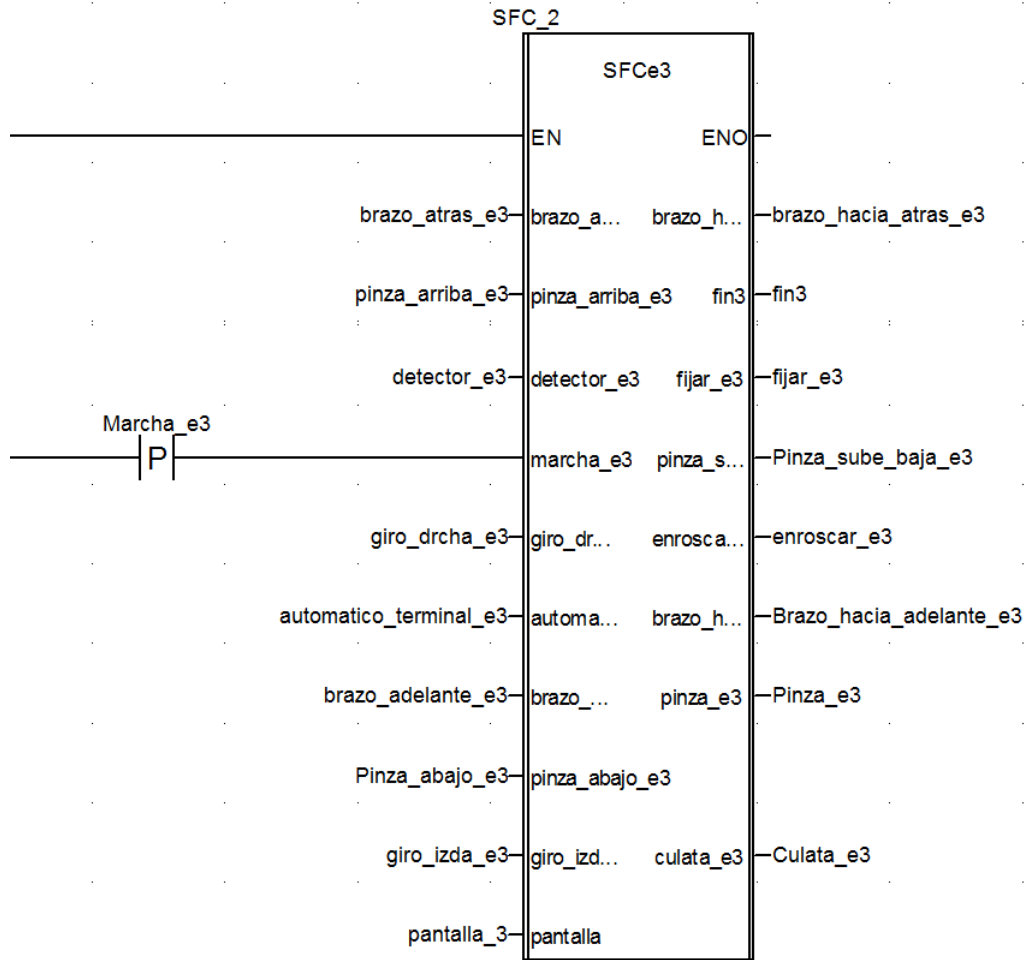 SFC_2
SFCe3
EN ENO
brazo_atras_e3 brazo_a... brazo_h... brazo_hacia_atras_e3
pinza_arriba_e3 pinza_arriba_e3 fin3 fin3
detector_e3 detector_e3 fijar_e3 fijar_e3
Marcha_e3
P marcha_e3 pinza_s... Pinza_sube_baja_e3
giro_drcha_e3 giro_dr... enrosca... enroscar_e3
automatico_terminal_e3 automa... brazo_h... Brazo_hacia_adelante_e3
brazo_adelante_e3 brazo_... pinza_e3 Pinza_e3
Pinza_abajo_e3 pinza_abajo_e3
giro_izda_e3 giro_izd... culata_e3 Culata_e3
pantalla_3 pantalla